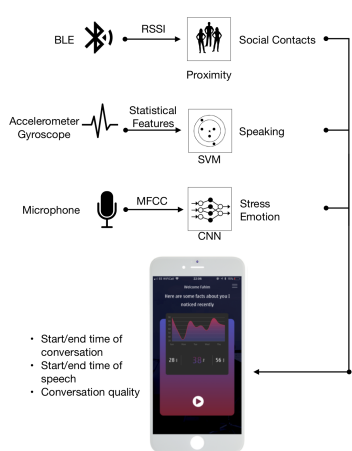 BLE
RSSI
Social Contacts
Proximity
Accelerometer
Gyroscope
Statistical
Features
Speaking
SVM
Microphone
MFCC
Stress
Emotion
CNN
Welcome Fabian
Here are some facts about you I
noticed recently
• Start/end time of
conversation
• Start/end time of
speech
• Conversation quality